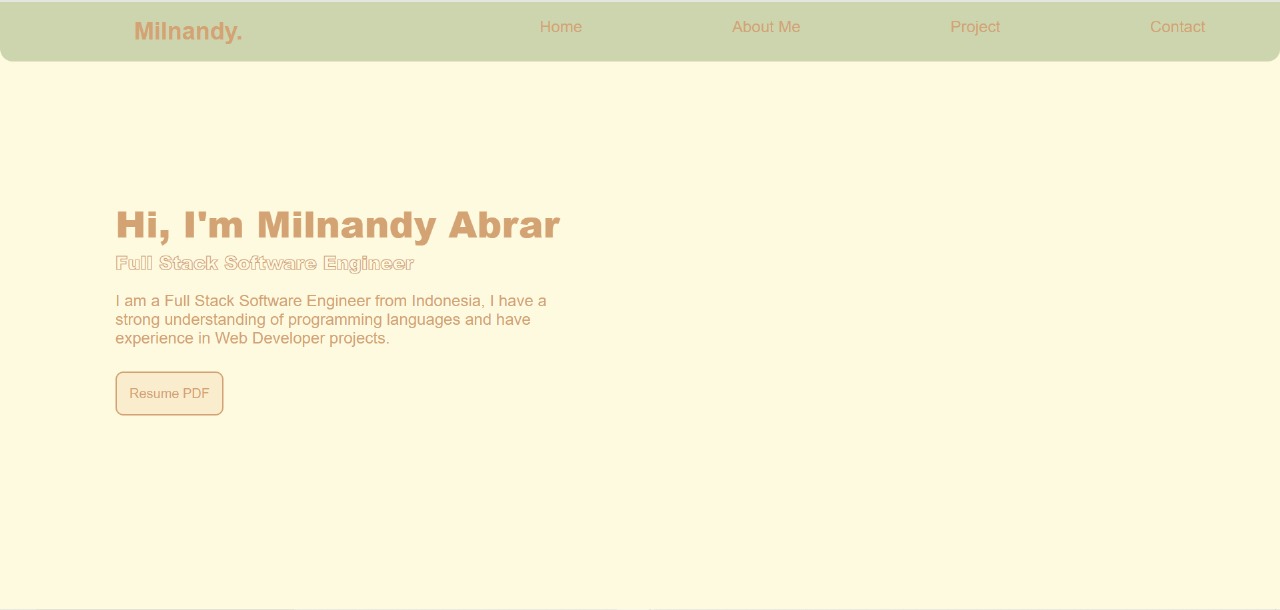 Milnandy.
Home
About Me
Project
Contact
Hi, I'm Milnandy Abrar
Full Stack Software Engineer
I am a Full Stack Software Engineer from Indonesia, I have a
strong understanding of programming languages and have
experience in Web Developer projects.
Resume PDF